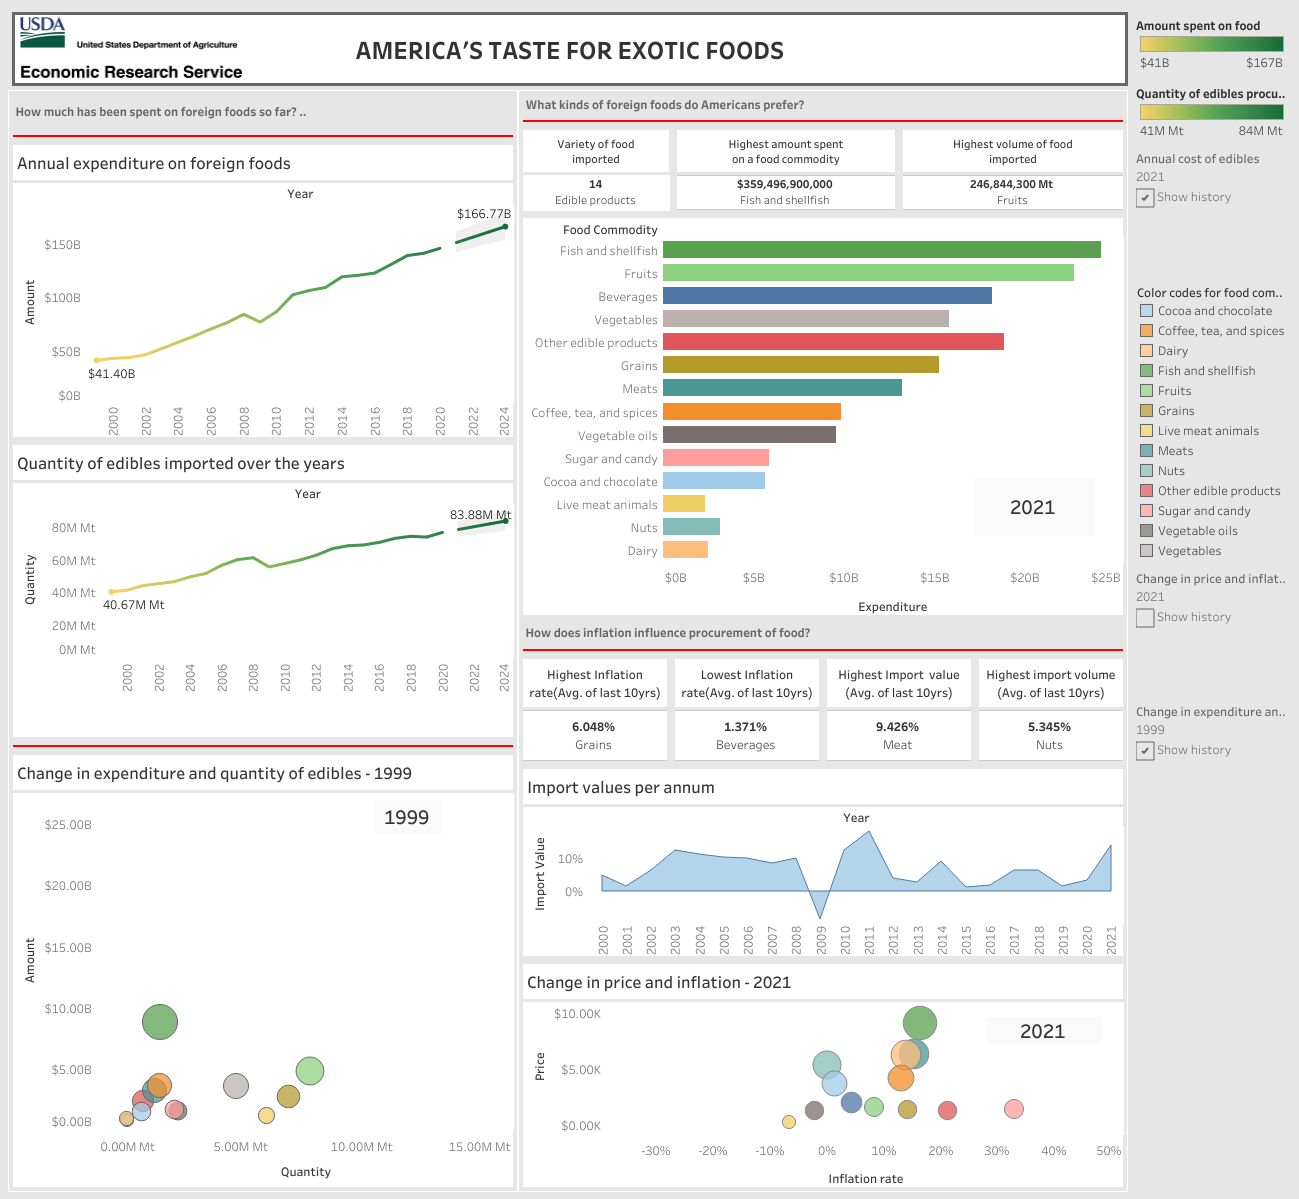 USDA
United States Department of Agriculture
Economic Research Service
AMERICA'S TASTE FOR EXOTIC FOODS
How much has been spent on foreign foods so far? ..
Annual expenditure on foreign foods
Year
$166.77B
$150B
$100B
$50B
$0B
Amount
$41.40B
2000
2002
2004
2006
2008
2010
2012
2014
2016
2018
2020
2022
2024
Quantity of edibles imported over the years
Year
83.88M Mt
80M Mt
60M Mt
40M Mt
20M Mt
0M Mt
Quantity
40.67M Mt
2000
2002
2004
2006
2008
2010
2012
2014
2016
2018
2020
2022
2024
Change in expenditure and quantity of edibles - 1999
1999
$25.00B
$20.00B
$15.00B
$10.00B
$5.00B
$0.00B
Amount
0.00M Mt
5.00M Mt
10.00M Mt
15.00M Mt
Quantity
What kinds of foreign foods do Americans prefer?
Variety of food
imported
14
Edible products
Highest amount spent
on a food commodity
$359,496,900,000
Fish and shellfish
Highest volume of food
imported
246,844,300 Mt
Fruits
Food Commodity
Fish and shellfish
Fruits
Beverages
Vegetables
Other edible products
Grains
Meats
Coffee, tea, and spices
Vegetable oils
Sugar and candy
Cocoa and chocolate
Live meat animals
Nuts
Dairy
2021
$0B
$5B
$10B
$15B
$20B
$25B
Expenditure
How does inflation influence procurement of food?
Highest Inflation
rate(Avg. of last 10yrs)
6.048%
Grains
Lowest Inflation
rate(Avg. of last 10yrs)
1.371%
Beverages
Highest Import value
(Avg. of last 10yrs)
9.426%
Meat
Highest import volume
(Avg. of last 10yrs)
5.345%
Nuts
Import values per annum
Year
Import Value
10%
0%
2000
2001
2002
2003
2004
2005
2006
2007
2008
2009
2010
2011
2012
2013
2014
2015
2016
2017
2018
2019
2020
2021
Change in price and inflation - 2021
2021
$10.00K
$5.00K
$0.00K
Price
-30%
-20%
-10%
0%
10%
20%
30%
40%
50%
Inflation rate
Amount spent on food
$41B
$167B
Quantity of edibles procu..
41M Mt
84M Mt
Annual cost of edibles
2021
Show history
Color codes for food com..
Cocoa and chocolate
Coffee, tea, and spices
Dairy
Fish and shellfish
Fruits
Grains
Live meat animals
Meats
Nuts
Other edible products
Sugar and candy
Vegetable oils
Vegetables
Change in price and inflat..
2021
Show history
Change in expenditure an..
1999
Show history